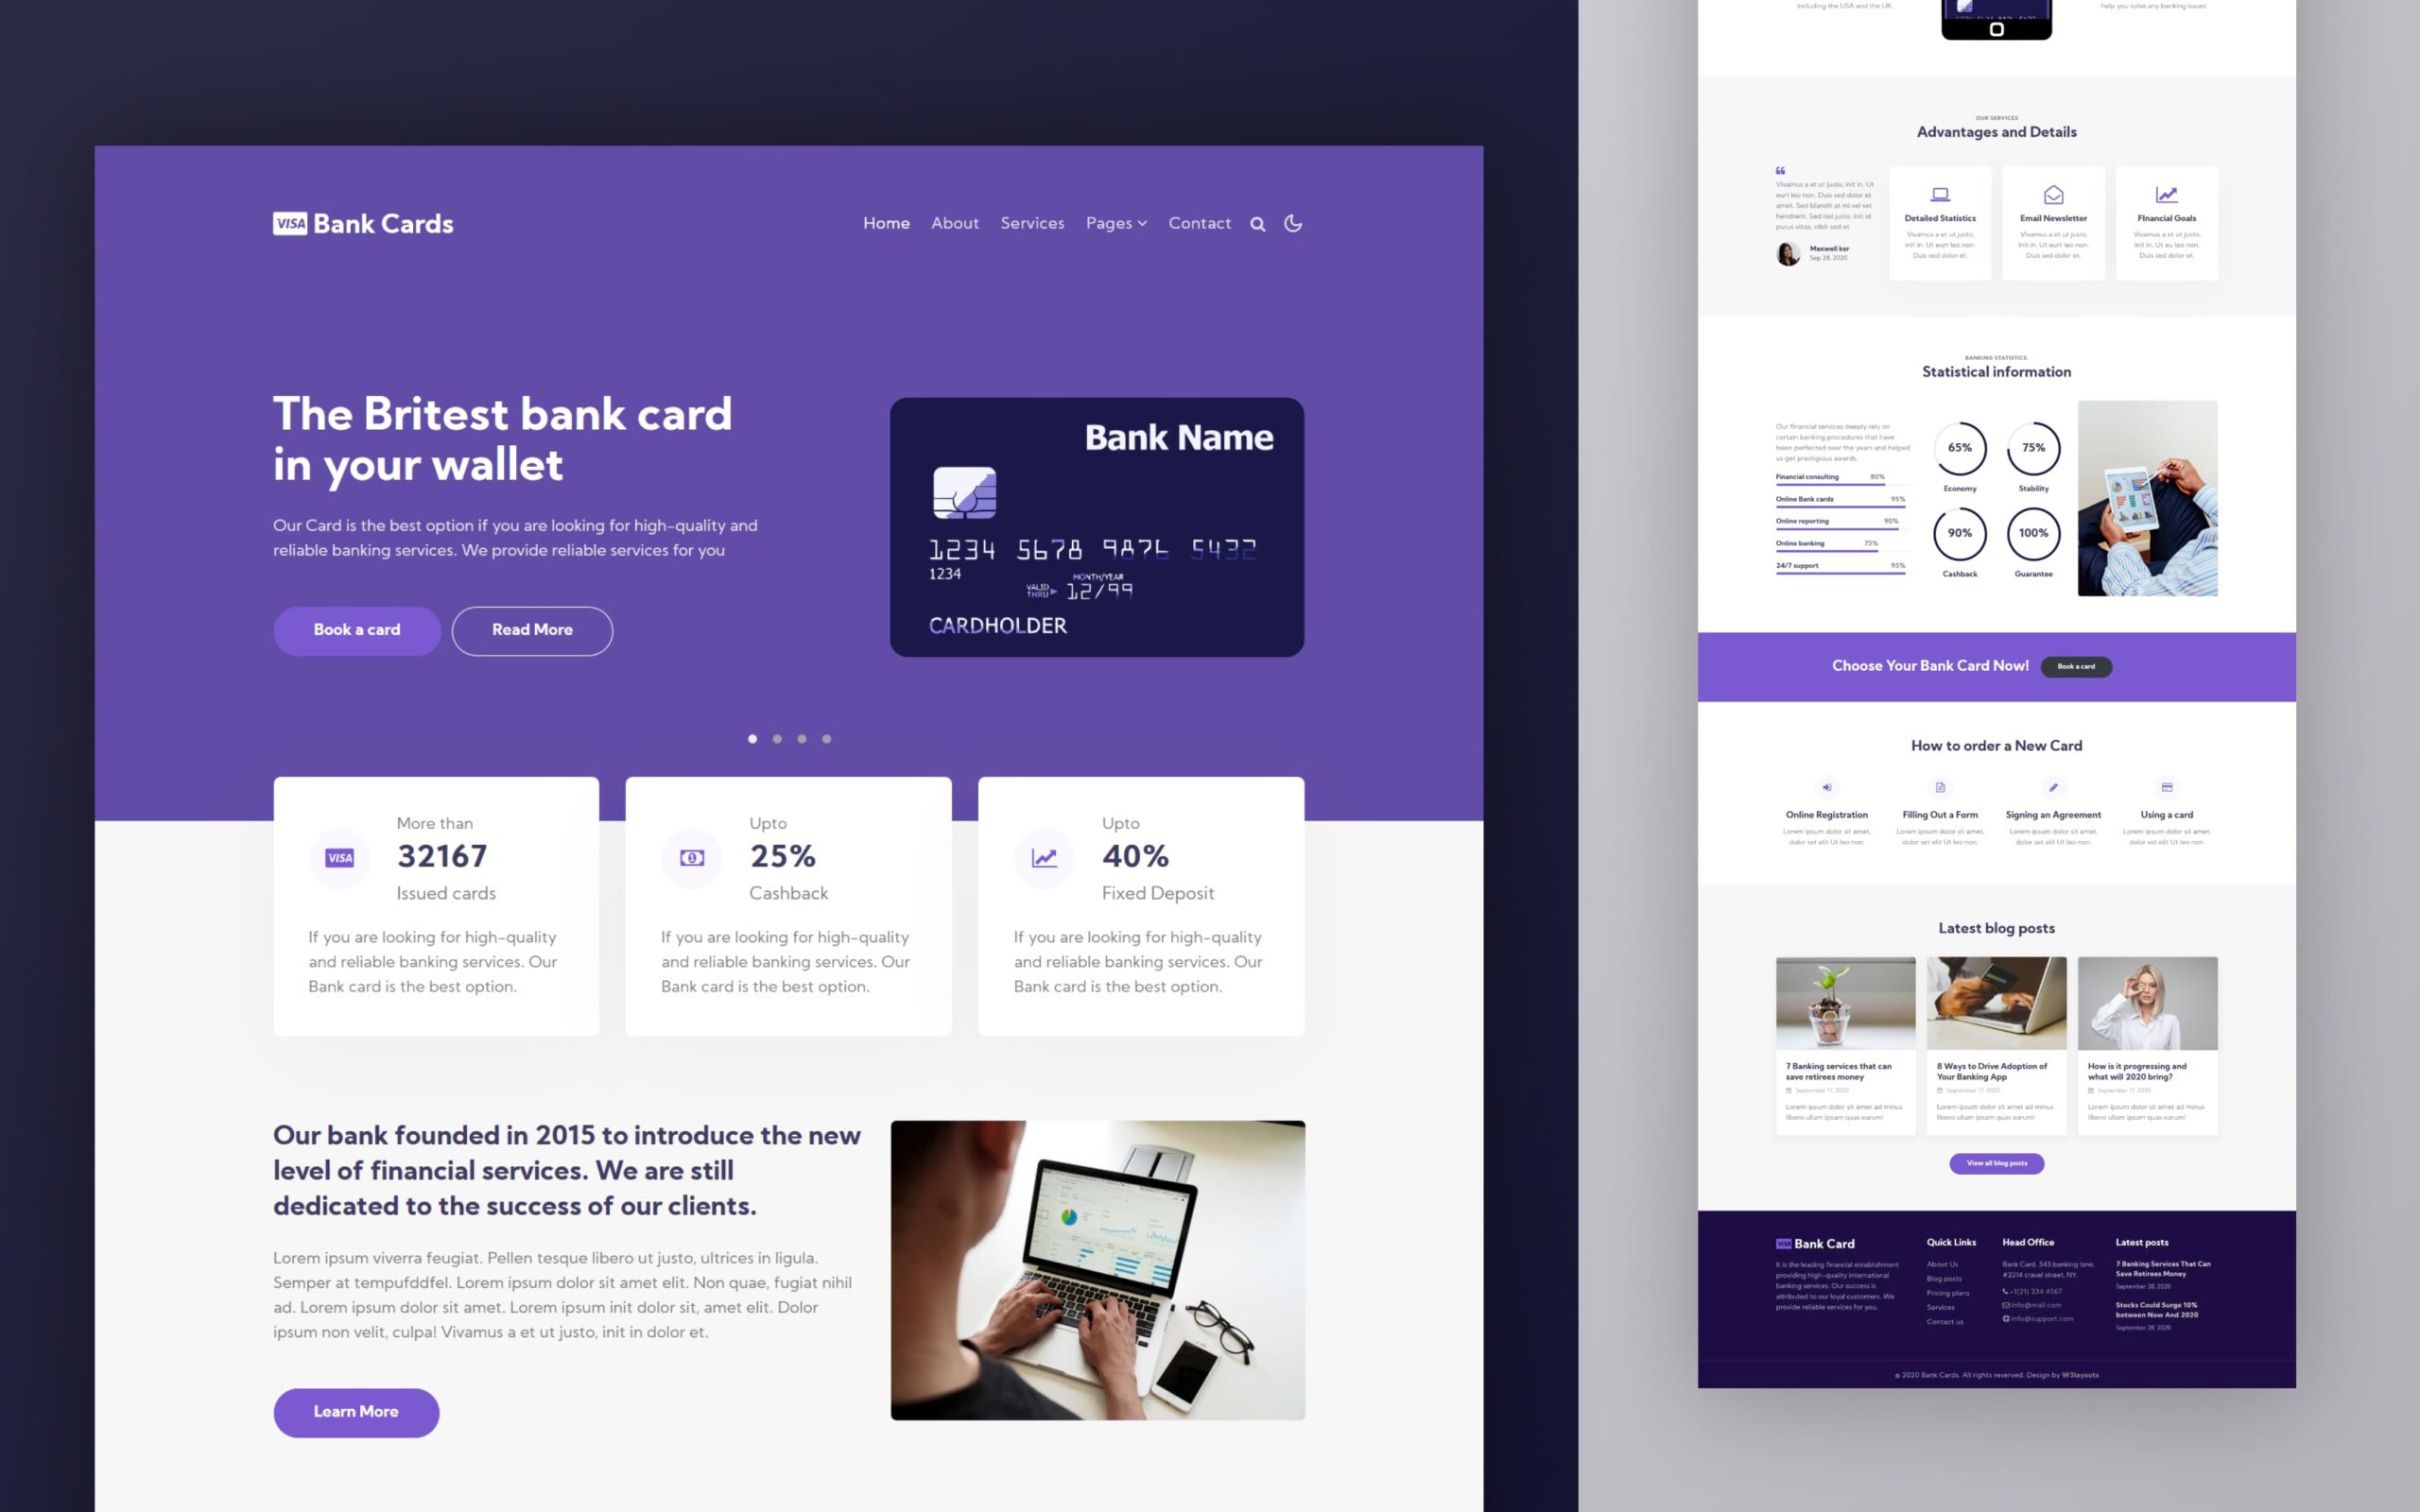 VISA Bank Cards
Home About Services Pages Contact
The Britest bank card
in your wallet
Our Card is the best option if you are looking for high-quality and
reliable banking services. We provide reliable services for you
Book a card Read More
Bank Name
1234 5678 9876 5432
1234
MONTH/YEAR
VALID
THRU
12/99
CARDHOLDER
VISA
More than
32167
Issued cards
If you are looking for high-quality
and reliable banking services. Our
Bank card is the best option.
Upto
25%
Cashback
If you are looking for high-quality
and reliable banking services. Our
Bank card is the best option.
Upto
40%
Fixed Deposit
If you are looking for high-quality
and reliable banking services. Our
Bank card is the best option.
Our bank founded in 2015 to introduce the new
level of financial services. We are still
dedicated to the success of our clients.
Lorem ipsum viverra feugiat. Pellen tesque libero ut justo, ultrices in ligula.
Semper at tempufddfel. Lorem ipsum dolor sit amet elit. Non quae, fugiat nihil
ad. Lorem ipsum dolor sit amet. Lorem ipsum init dolor sit, amet elit. Dolor
ipsum non velit, culpa! Vivamus a et ut justo, init in dolor et.
Learn More
including the USA and the UK.
help you solve any banking issues
OUR SERVICES
Advantages and Details
Vivamus a et ut justo, init in. Ut
eurt leo non. Duis sed dolor et
amet. Sed blandit at mi vel set
hendrerit. Sed nisl justo, init id
purus vitae, nibh sed et
Maxwell ker
Sep 28, 2020
Detailed Statistics
Vivamus a et ut justo,
init in. Ut eurt leo non.
Duis sed dolor et.
Email Newsletter
Vivamus a et ut justo,
init in. Ut eurt leo non.
Duis sed dolor et.
FInancial Goals
Vivamus a et ut justo,
init in. Ut eu leo non.
Duis sed dolor et.
BANKING STATISTICS.
Statistical information
Our financial services deeply rely on
certain banking procedures that have
been perfected over the years and helped
us get prestigious awards.
Financial consulting 80%
Online Bank cards 95%
Online reporting 90%
Online banking 75%
24/7 support 95%
65%
Economy
75%
Stability
90%
Cashback
100%
Guarantee
Choose Your Bank Card Now! Book a card
How to order a New Card
Online Registration
Lorem ipsum dolor sit amet,
dolor set elit Ut leo non
Filling Out a Form
Lorem ipsum dolor sit amet,
dolor set elit Ut leo non.
Signing an Agreement
Lorem ipsum dolor sit amet,
dolor set elit Ut leo non.
Using a card
Lorem ipsum dolor sit amet,
dolor set elit Ut leo non.
Latest blog posts
7 Banking services that can
save retirees money
September 17, 2020
Lorem ipsum dolor sit amet ad minus
libero ullam ipsum quas earum!
8 Ways to Drive Adoption of
Your Banking App
September 17, 2020
Lorem ipsum dolor sit amet ad minus
libero ullam ipsum quas earum!
How is it progressing and
what will 2020 bring?
September 17, 2020
Lorem ipsum dolor sit amet ad minus
libero ullam ipsum quas earum!
View all blog posts
VISA Bank Card
It is the leading financial establishment
providing high-quality international
banking services. Our success is
attributed to our loyal customers. We
provide reliable services for you.
Quick Links
About Us
Blog posts
Pricing plans
Services
Contact us
Head Office
Bank Card, 343 banking lane,
#2214 cravel street, NY.
+1(21) 234 4567
info@mail.com
info@support.com
Latest posts
7 Banking Services That Can
Save Retirees Money
September 28, 2020
Stocks Could Surge 10%
between Now And 2020
September 28, 2020
© 2020 Bank Cards. All rights reserved. Design by W3layouts